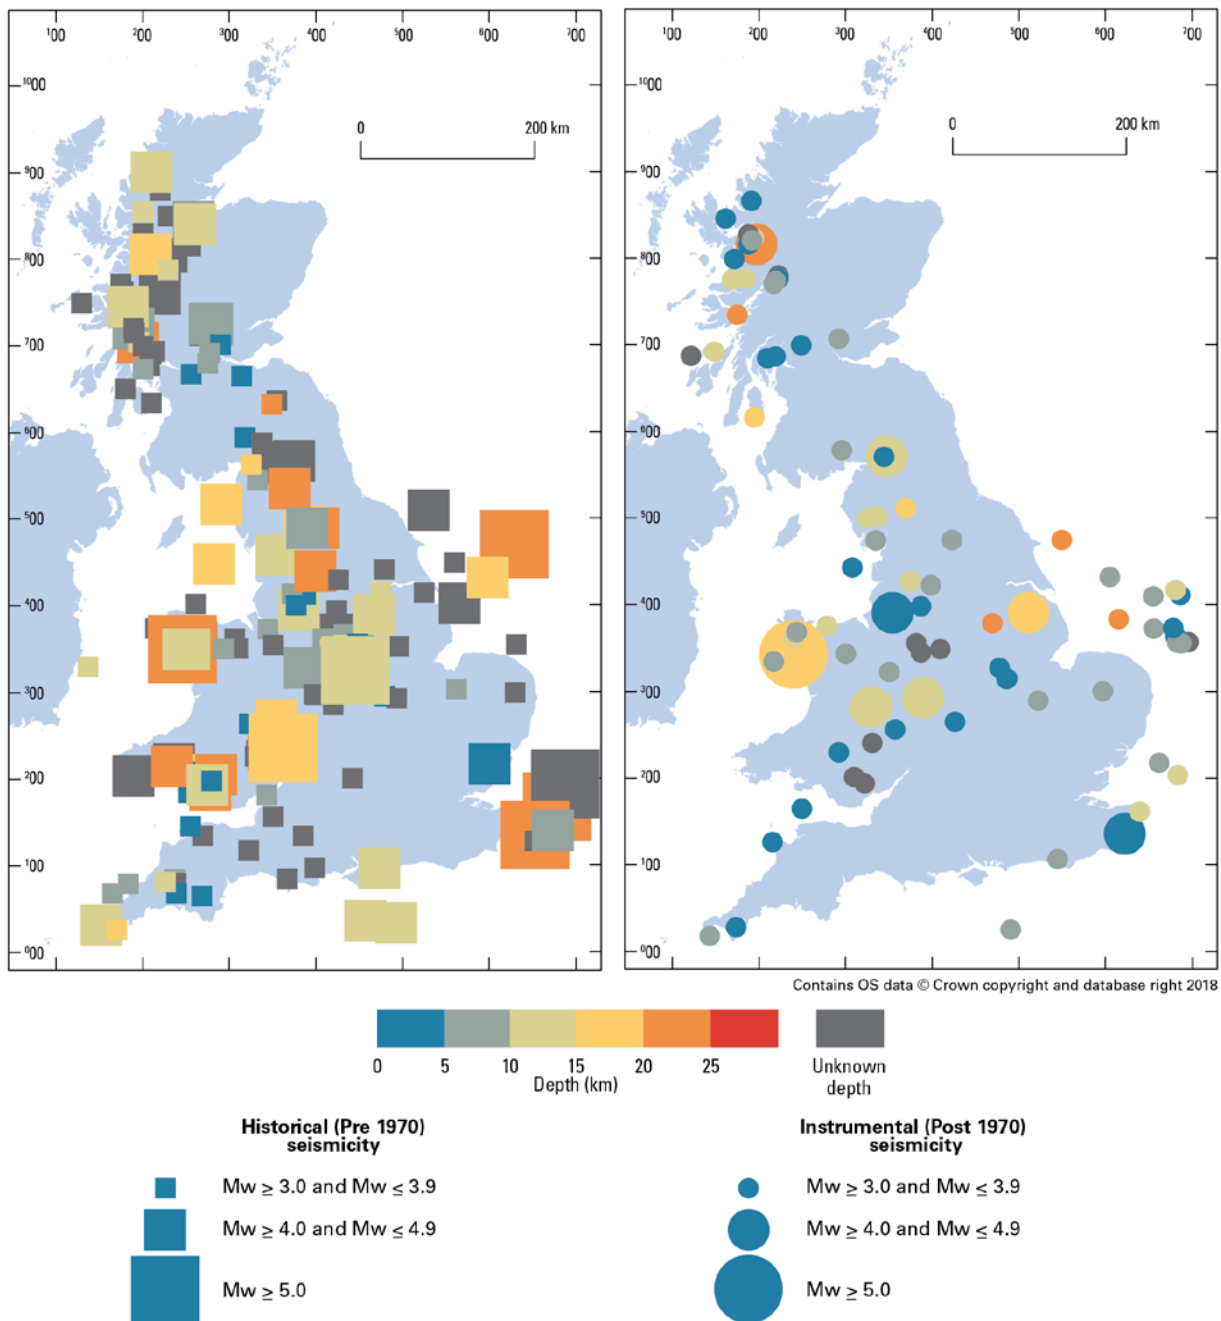 100 200 300 400 500 600 700
1000
900
800
700
600
500
400
300
200
100
000
0 200 km
100 200 300 400 500 600 700
1000
900
800
700
600
500
400
300
200
100
000
0 200 km
Contains OS data © Crown copyright and database right 2018
0 5 10 15 20 25
Depth (km)
Unknown
depth
Historical (Pre 1970)
seismicity
Mw ≥ 3.0 and Mw ≤ 3.9
Mw ≥ 4.0 and Mw ≤ 4.9
Mw ≥ 5.0
Instrumental (Post 1970)
seismicity
Mw ≥ 3.0 and Mw ≤ 3.9
Mw ≥ 4.0 and Mw ≤ 4.9
Mw ≥ 5.0